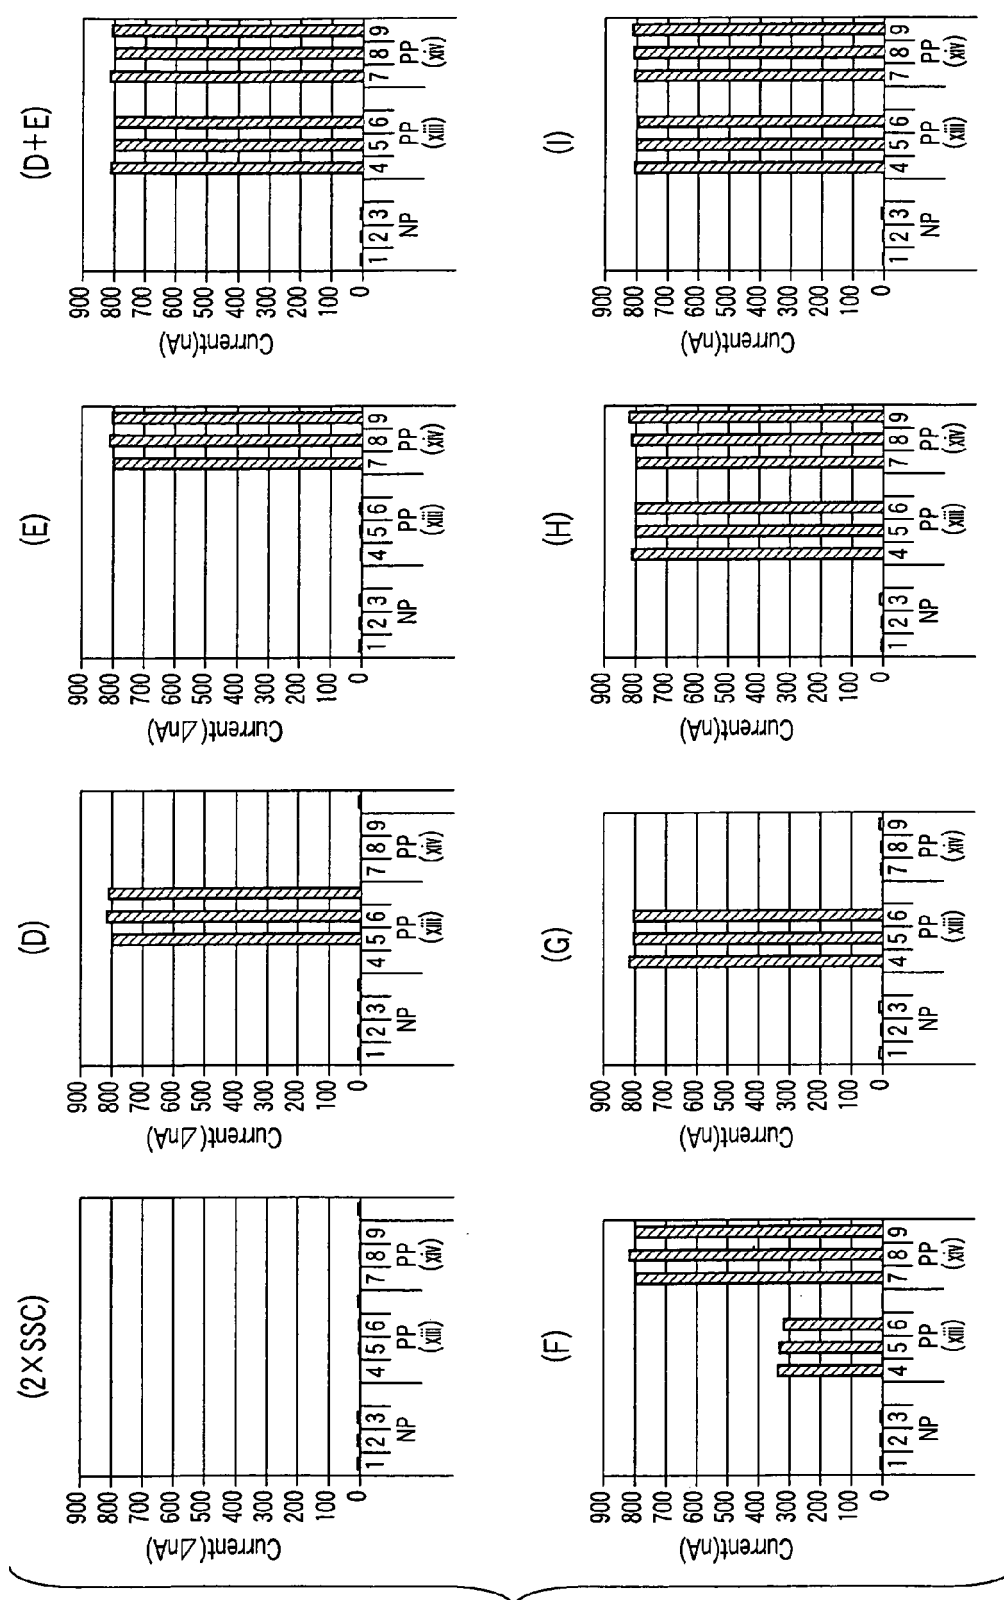 (2×SSC)
Current(⊿nA)
900
800
700
600
500
400
300
200
100
0
1 | 2 | 3
NP
4 | 5 | 6
PP
(xiii)
7 | 8 | 9
PP
(xiv)
(D)
Current(⊿nA)
900
800
700
600
500
400
300
200
100
0
1 | 2 | 3
NP
4 | 5 | 6
PP
(xiii)
7 | 8 | 9
PP
(xiv)
(E)
Current(⊿nA)
900
800
700
600
500
400
300
200
100
0
1 | 2 | 3
NP
4 | 5 | 6
PP
(xiii)
7 | 8 | 9
PP
(xiv)
(D+E)
Current(nA)
900
800
700
600
500
400
300
200
100
0
1 | 2 | 3
NP
4 | 5 | 6
PP
(xiii)
7 | 8 | 9
PP
(xiv)
(F)
Current(nA)
900
800
700
600
500
400
300
200
100
0
1 | 2 | 3
NP
4 | 5 | 6
PP
(xiii)
7 | 8 | 9
PP
(xiv)
(G)
Current(nA)
900
800
700
600
500
400
300
200
100
0
1 | 2 | 3
NP
4 | 5 | 6
PP
(xiii)
7 | 8 | 9
PP
(xiv)
(H)
Current(nA)
900
800
700
600
500
400
300
200
100
0
1 | 2 | 3
NP
4 | 5 | 6
PP
(xiii)
7 | 8 | 9
PP
(xiv)
(I)
Current(nA)
900
800
700
600
500
400
300
200
100
0
1 | 2 | 3
NP
4 | 5 | 6
PP
(xiii)
7 | 8 | 9
PP
(xiv)